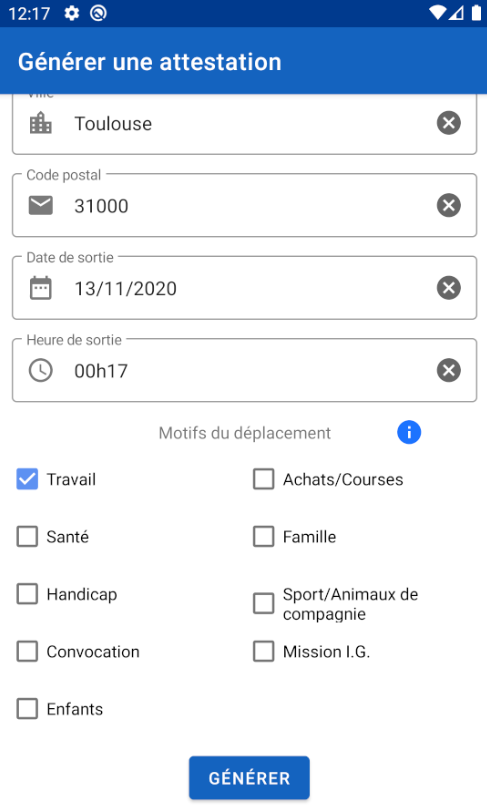 12:17
Générer une attestation
Ville
Toulouse
Code postal
31000
Date de sortie
13/11/2020
Heure de sortie
00h17
Motifs du déplacement
Travail
Achats/Courses
Santé
Famille
Handicap
Sport/Animaux de
compagnie
Convocation
Mission I.G.
Enfants
GÉNÉRER